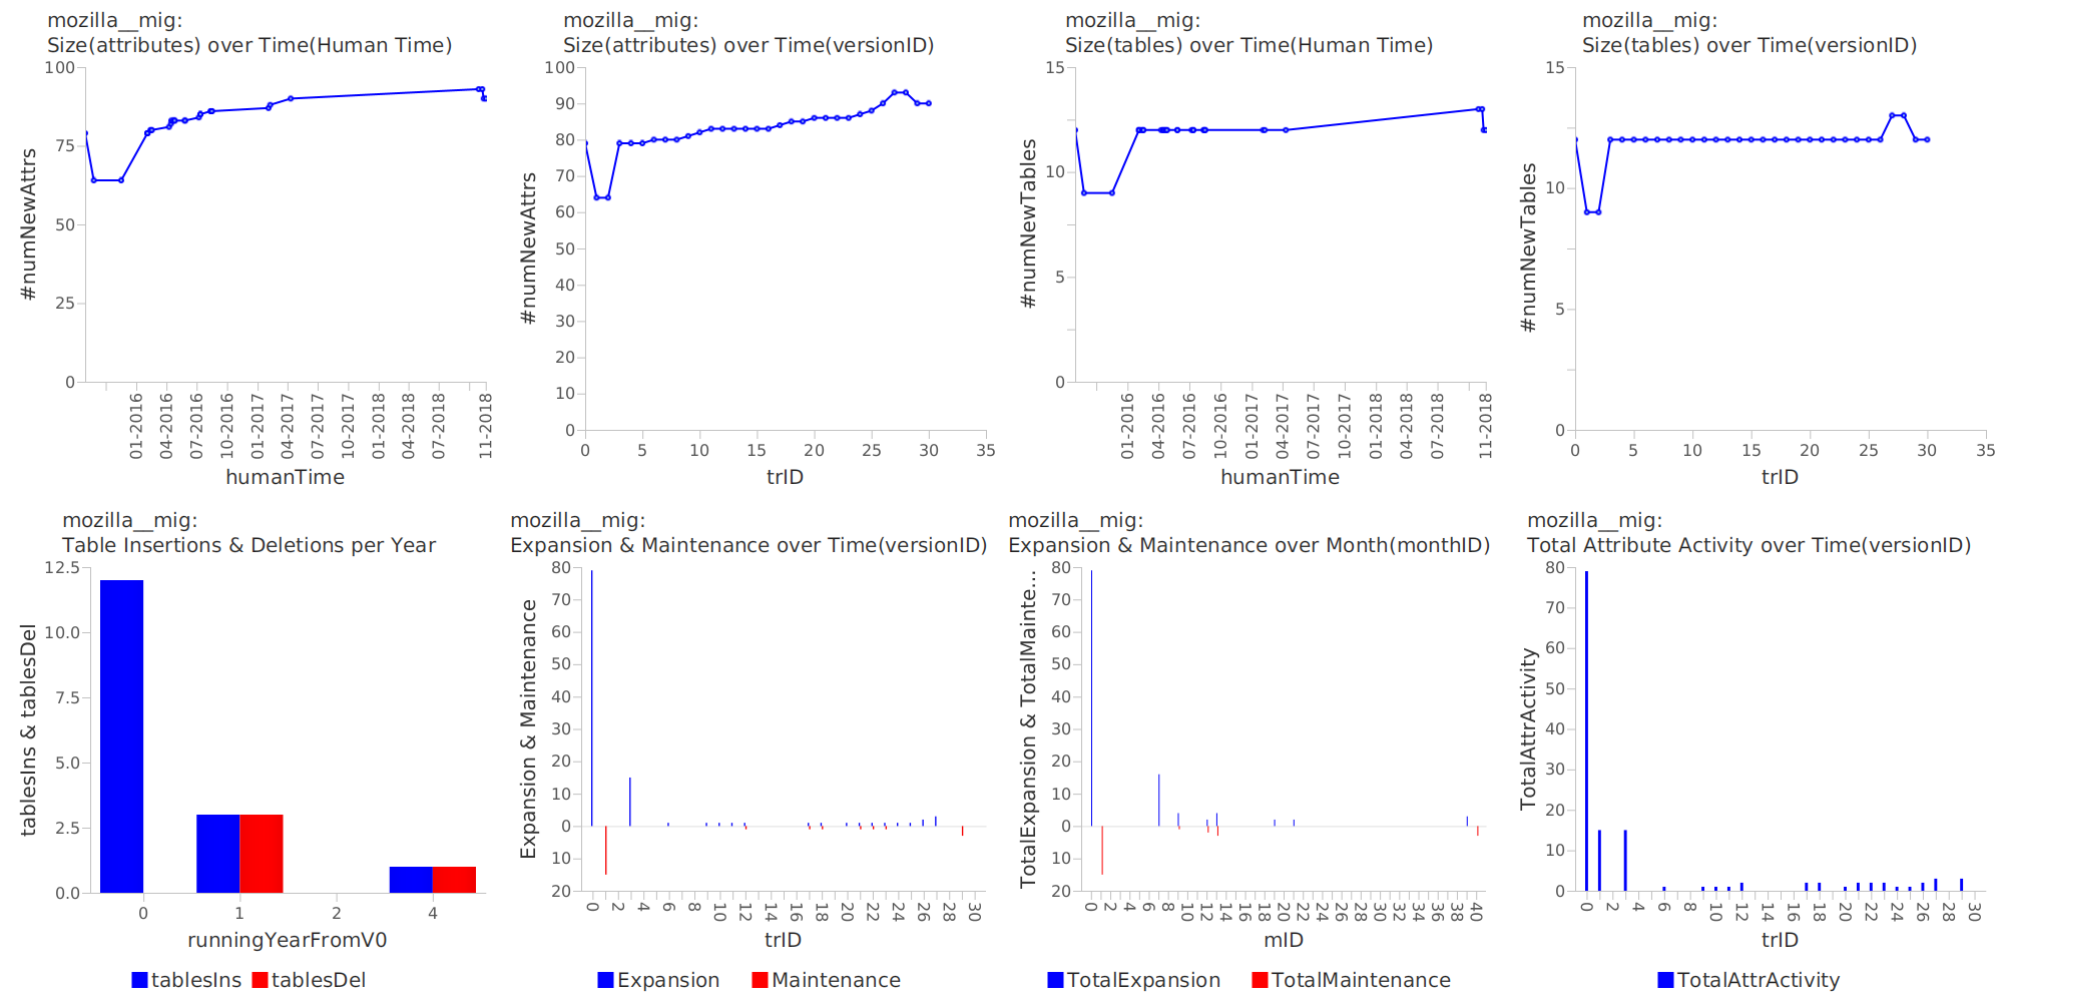 mozilla__mig:
Size(attributes) over Time(Human Time)
100
75
50
25
0
#numNewAttrs
01-2016
04-2016
07-2016
10-2016
01-2017
04-2017
07-2017
10-2017
01-2018
04-2018
07-2018
11-2018
humanTime
mozilla__mig:
Size(attributes) over Time(versionID)
100
90
80
70
60
50
40
30
20
10
0
#numNewAttrs
0 5 10 15 20 25 30 35
trID
mozilla__mig:
Size(tables) over Time(Human Time)
15
10
5
0
#numNewTables
01-2016
04-2016
07-2016
10-2016
01-2017
04-2017
07-2017
10-2017
01-2018
04-2018
07-2018
11-2018
humanTime
mozilla__mig:
Size(tables) over Time(versionID)
15
10
5
0
#numNewTables
0 5 10 15 20 25 30 35
trID
mozilla__mig:
Table Insertions & Deletions per Year
12.5
10.0
7.5
5.0
2.5
0.0
tablesIns & tablesDel
0 1 2 4
runningYearFromV0
tablesIns tablesDel
mozilla__mig:
Expansion & Maintenance over Time(versionID)
80
70
60
50
40
30
20
10
0
10
20
Expansion & Maintenance
0 2 4 6 8 10 12 14 16 18 20 22 24 26 28 30
trID
Expansion Maintenance
mozilla__mig:
Expansion & Maintenance over Month(monthID)
80
70
60
50
40
30
20
10
0
10
20
TotalExpansion & TotalMainte...
0 2 4 6 8 10 12 14 16 18 20 22 24 26 28 30 32 34 36 38 40
mID
TotalExpansion TotalMaintenance
mozilla__mig:
Total Attribute Activity over Time(versionID)
80
70
60
50
40
30
20
10
0
TotalAttrActivity
0 2 4 6 8 10 12 14 16 18 20 22 24 26 28 30
trID
TotalAttrActivity